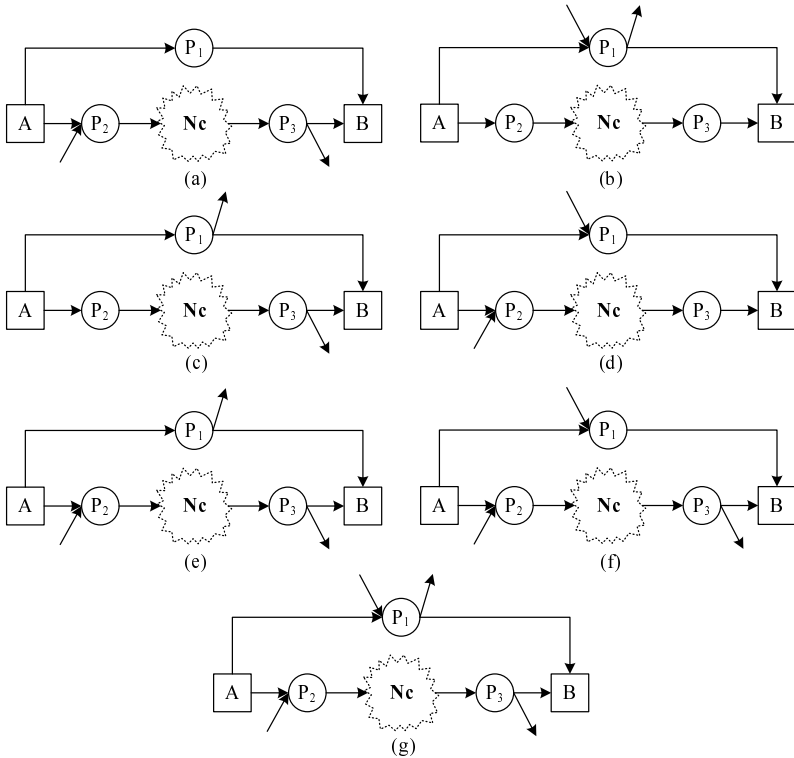 P₁ P₁
A P₂ Nc P₃ B A P₂ Nc P₃ B
(a) (b)
P₁ P₁
A P₂ Nc P₃ B A P₂ Nc P₃ B
(c) (d)
P₁ P₁
A P₂ Nc P₃ B A P₂ Nc P₃ B
(e) (f)
P₁
A P₂ Nc P₃ B
(g)